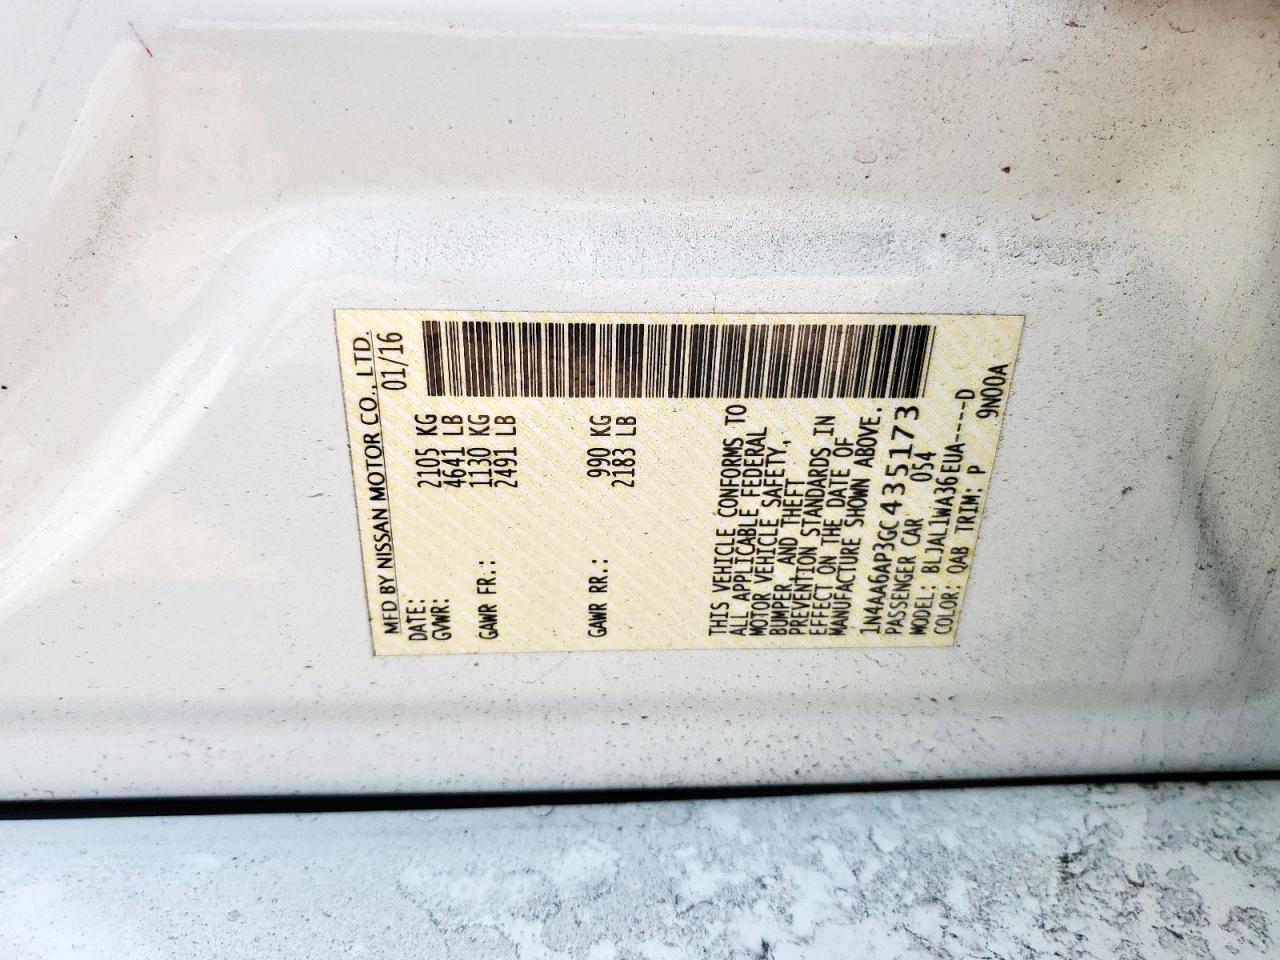 MFD BY NISSAN MOTOR CO., LTD.
DATE: 01/16
GVWR: 2105 KG
4641 LB
GAWR FR.: 1130 KG
2491 LB
GAWR RR.: 990 KG
2183 LB
THIS VEHICLE CONFORMS TO
ALL APPLICABLE FEDERAL
MOTOR VEHICLE SAFETY,
BUMPER, AND THEFT
PREVENTION STANDARDS IN
EFFECT ON THE DATE OF
MANUFACTURE SHOWN ABOVE.
1N4AA6AP3GC435173
PASSENGER CAR 054
MODEL: BLJAL1WA36EUA----D
COLOR: QAB TRIM: P 9N00A